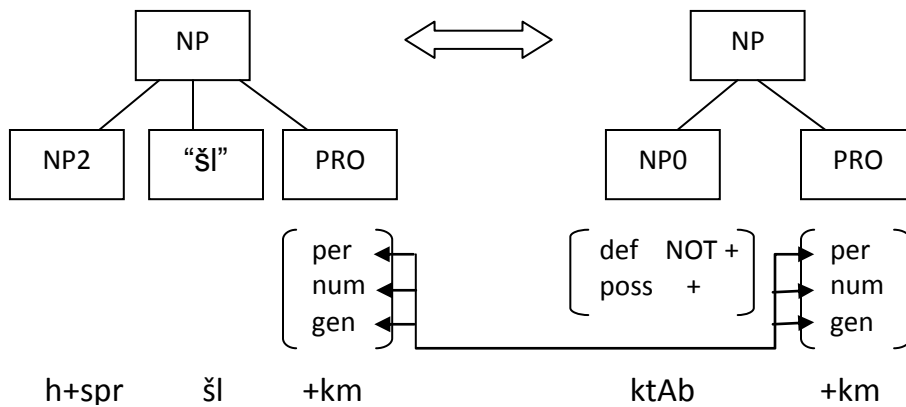 NP NP
NP2 “šl” PRO NP0 PRO
per def NOT + per
num poss + num
gen gen
h+spr šl +km ktAb +km